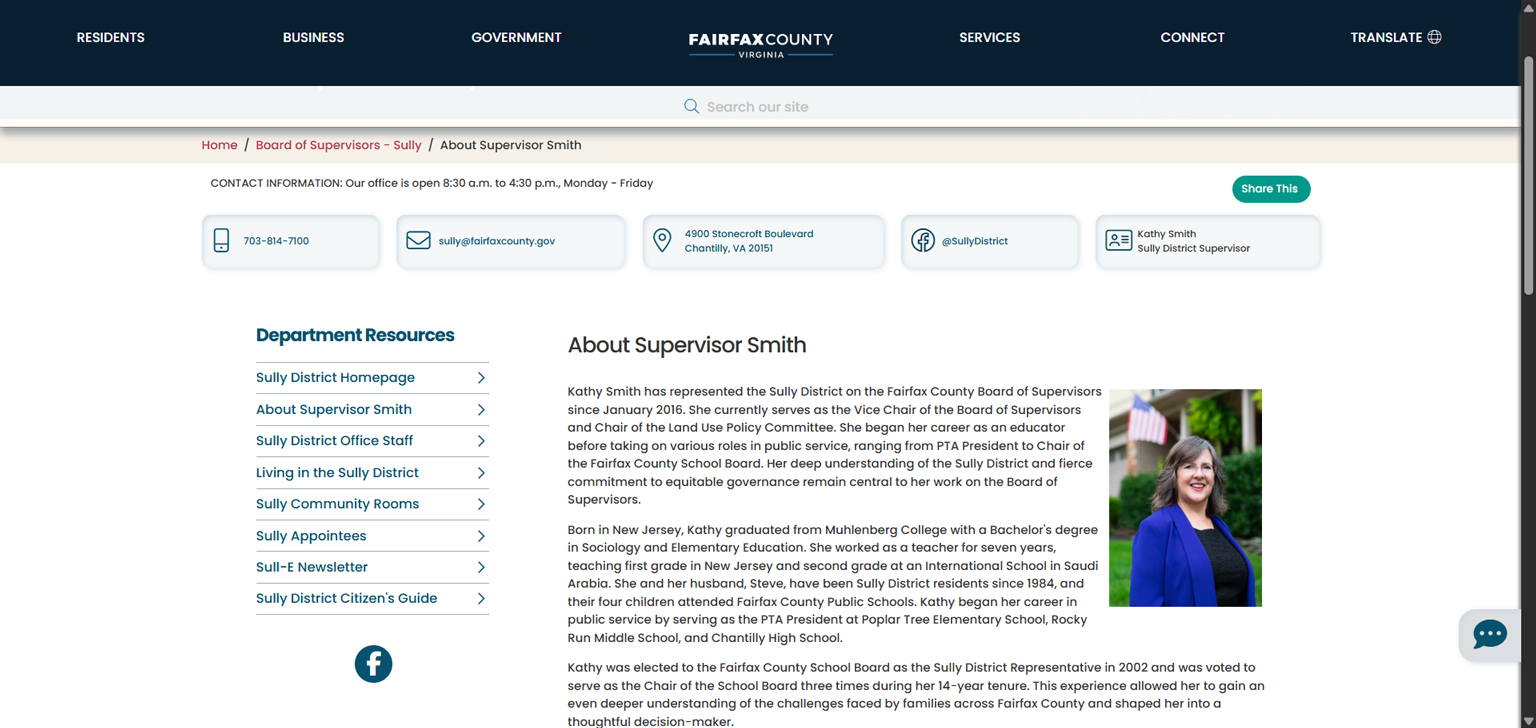 RESIDENTS
BUSINESS
GOVERNMENT
FAIRFAX COUNTY
VIRGINIA
SERVICES
CONNECT
TRANSLATE
Search our site
Home / Board of Supervisors - Sully / About Supervisor Smith
CONTACT INFORMATION: Our office is open 8:30 a.m. to 4:30 p.m., Monday - Friday
Share This
703-814-7100
sully@fairfaxcounty.gov
4900 Stonecroft Boulevard
Chantilly, VA 20151
@SullyDistrict
Kathy Smith
Sully District Supervisor
Department Resources
Sully District Homepage
About Supervisor Smith
Sully District Office Staff
Living in the Sully District
Sully Community Rooms
Sully Appointees
Sull-E Newsletter
Sully District Citizen's Guide
About Supervisor Smith
Kathy Smith has represented the Sully District on the Fairfax County Board of Supervisors
since January 2016. She currently serves as the Vice Chair of the Board of Supervisors
and Chair of the Land Use Policy Committee. She began her career as an educator
before taking on various roles in public service, ranging from PTA President to Chair of
the Fairfax County School Board. Her deep understanding of the Sully District and fierce
commitment to equitable governance remain central to her work on the Board of
Supervisors.
Born in New Jersey, Kathy graduated from Muhlenberg College with a Bachelor's degree
in Sociology and Elementary Education. She worked as a teacher for seven years,
teaching first grade in New Jersey and second grade at an International School in Saudi
Arabia. She and her husband, Steve, have been Sully District residents since 1984, and
their four children attended Fairfax County Public Schools. Kathy began her career in
public service by serving as the PTA President at Poplar Tree Elementary School, Rocky
Run Middle School, and Chantilly High School.
Kathy was elected to the Fairfax County School Board as the Sully District Representative in 2002 and was voted to
serve as the Chair of the School Board three times during her 14-year tenure. This experience allowed her to gain an
even deeper understanding of the challenges faced by families across Fairfax County and shaped her into a
thoughtful decision-maker.